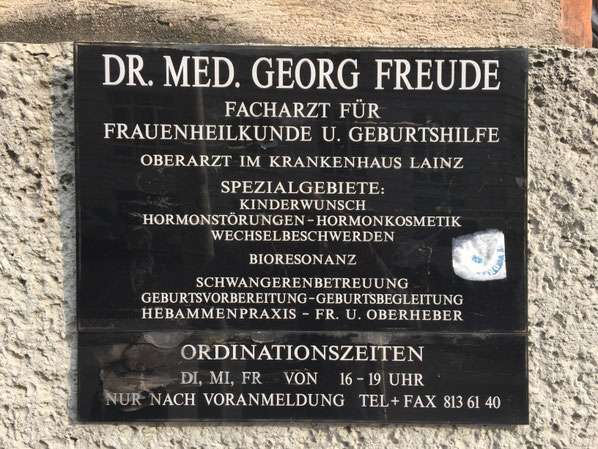 DR. MED. GEORG FREUDE
FACHARZT FÜR
FRAUENHEILKUNDE U. GEBURTSHILFE
OBERARZT IM KRANKENHAUS LAINZ
SPEZIALGEBIETE:
KINDERWUNSCH
HORMONSTÖRUNGEN-HORMONKOSMETIK
WECHSELBESCHWERDEN
BIORESONANZ
SCHWANGERENBETREUUNG
GEBURTSVORBEREITUNG-GEBURTSBEGLEITUNG
HEBAMMENPRAXIS - FR. U. OBERHEBER
ORDINATIONSZEITEN
DI, MI, FR VON 16-19 UHR
NUR NACH VORANMELDUNG TEL+FAX 813 61 40